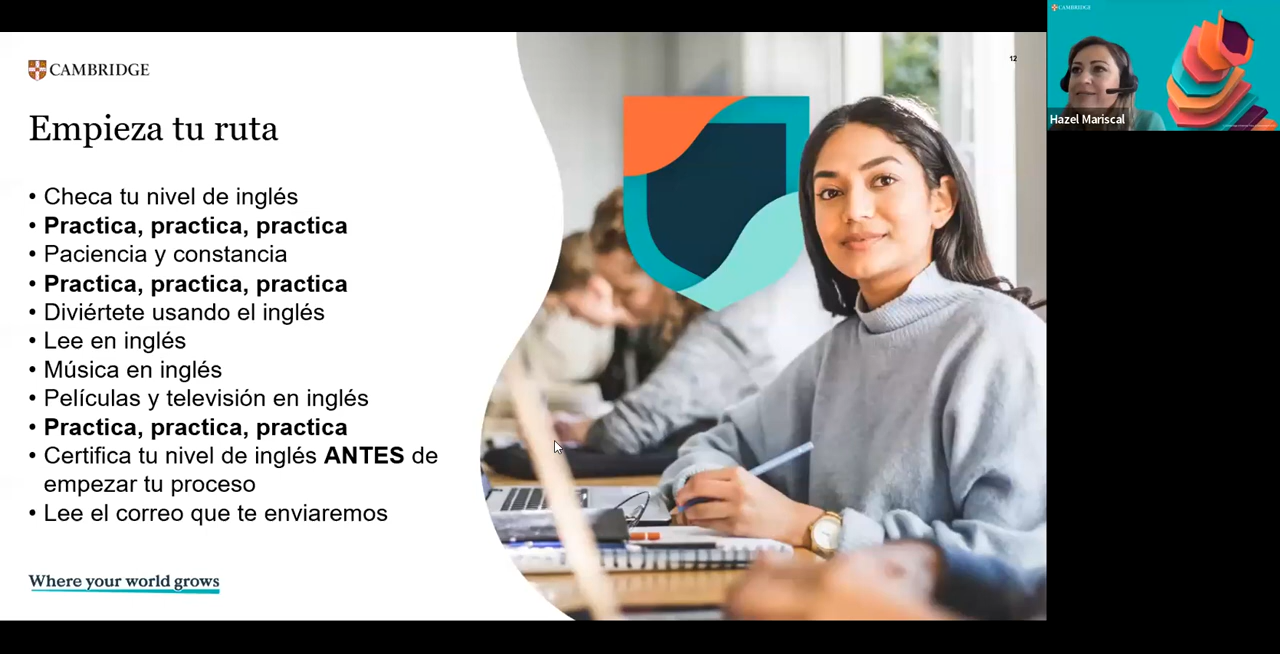 CAMBRIDGE
12
Empieza tu ruta
• Checa tu nivel de inglés
• Practica, practica, practica
• Paciencia y constancia
• Practica, practica, practica
• Diviértete usando el inglés
• Lee en inglés
• Música en inglés
• Películas y televisión en inglés
• Practica, practica, practica
• Certifica tu nivel de inglés ANTES de
empezar tu proceso
• Lee el correo que te enviaremos
Where your world grows
CAMBRIDGE
Hazel Mariscal